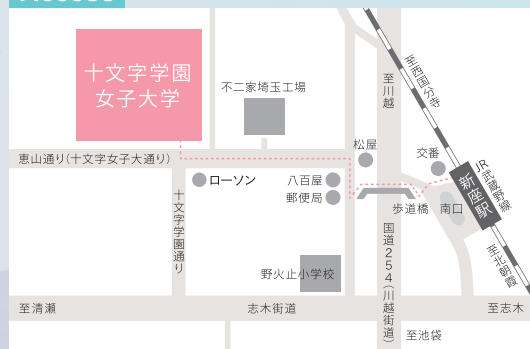 十文字学園
女子大学
不二家埼玉工場
至川越
至西国分寺
恵山通り(十文字女子大通り)
松屋
交番
JR武蔵野線
新座駅
ローソン
八百屋
郵便局
歩道橋
南口
十文字学園通り
国道254(川越街道)
野火止小学校
至北朝霞
至清瀬
志木街道
至志木
至池袋